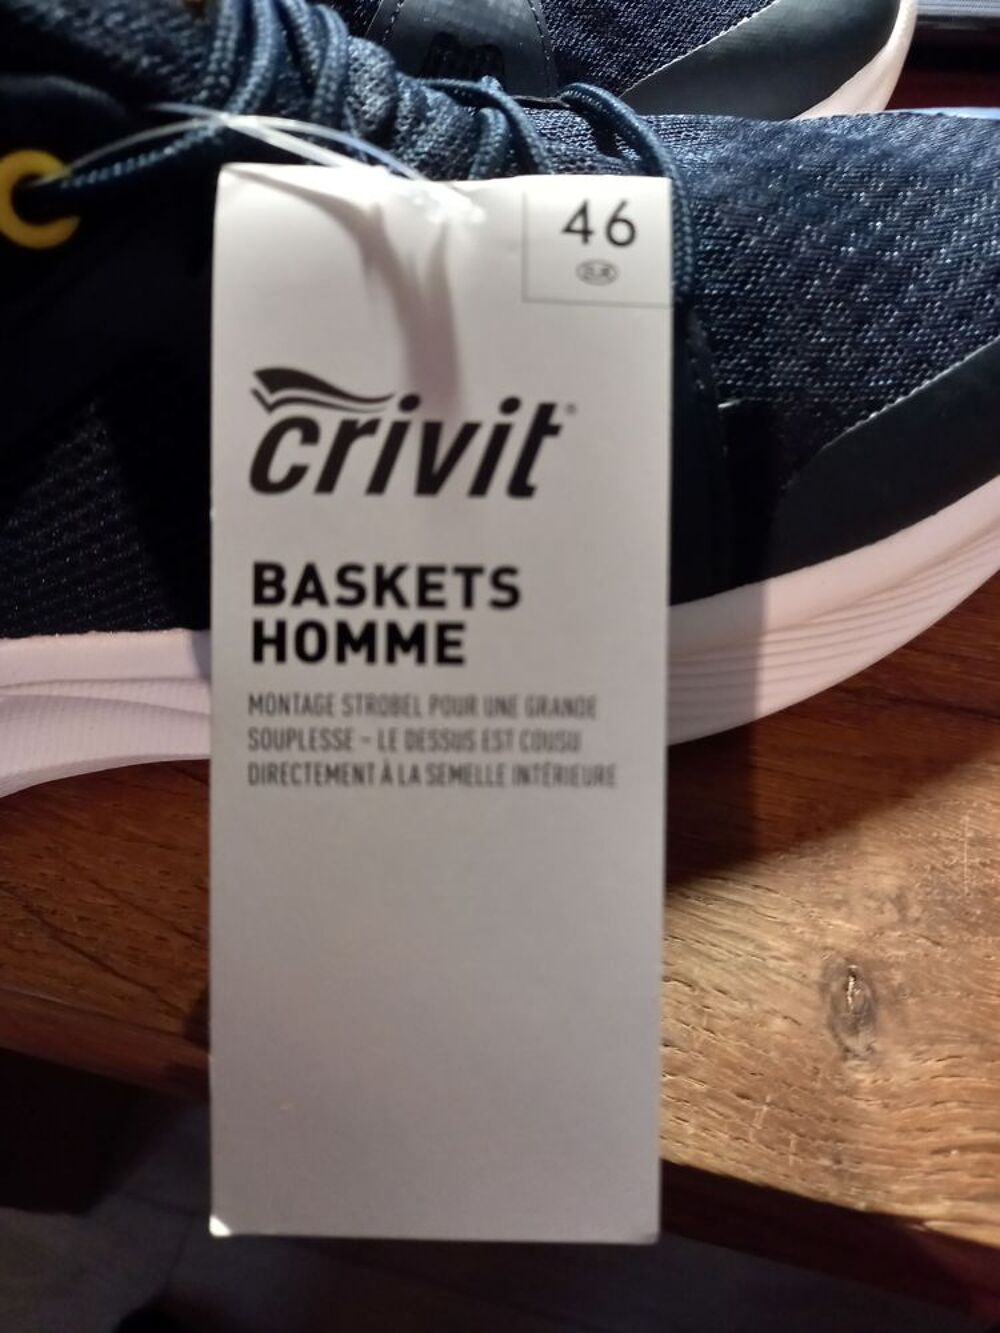 46
crivit®
BASKETS
HOMME
MONTAGE STROBEL POUR UNE GRANDE
SOUPLESSE – LE DESSUS EST COUSU
DIRECTEMENT À LA SEMELLE INTÉRIEURE